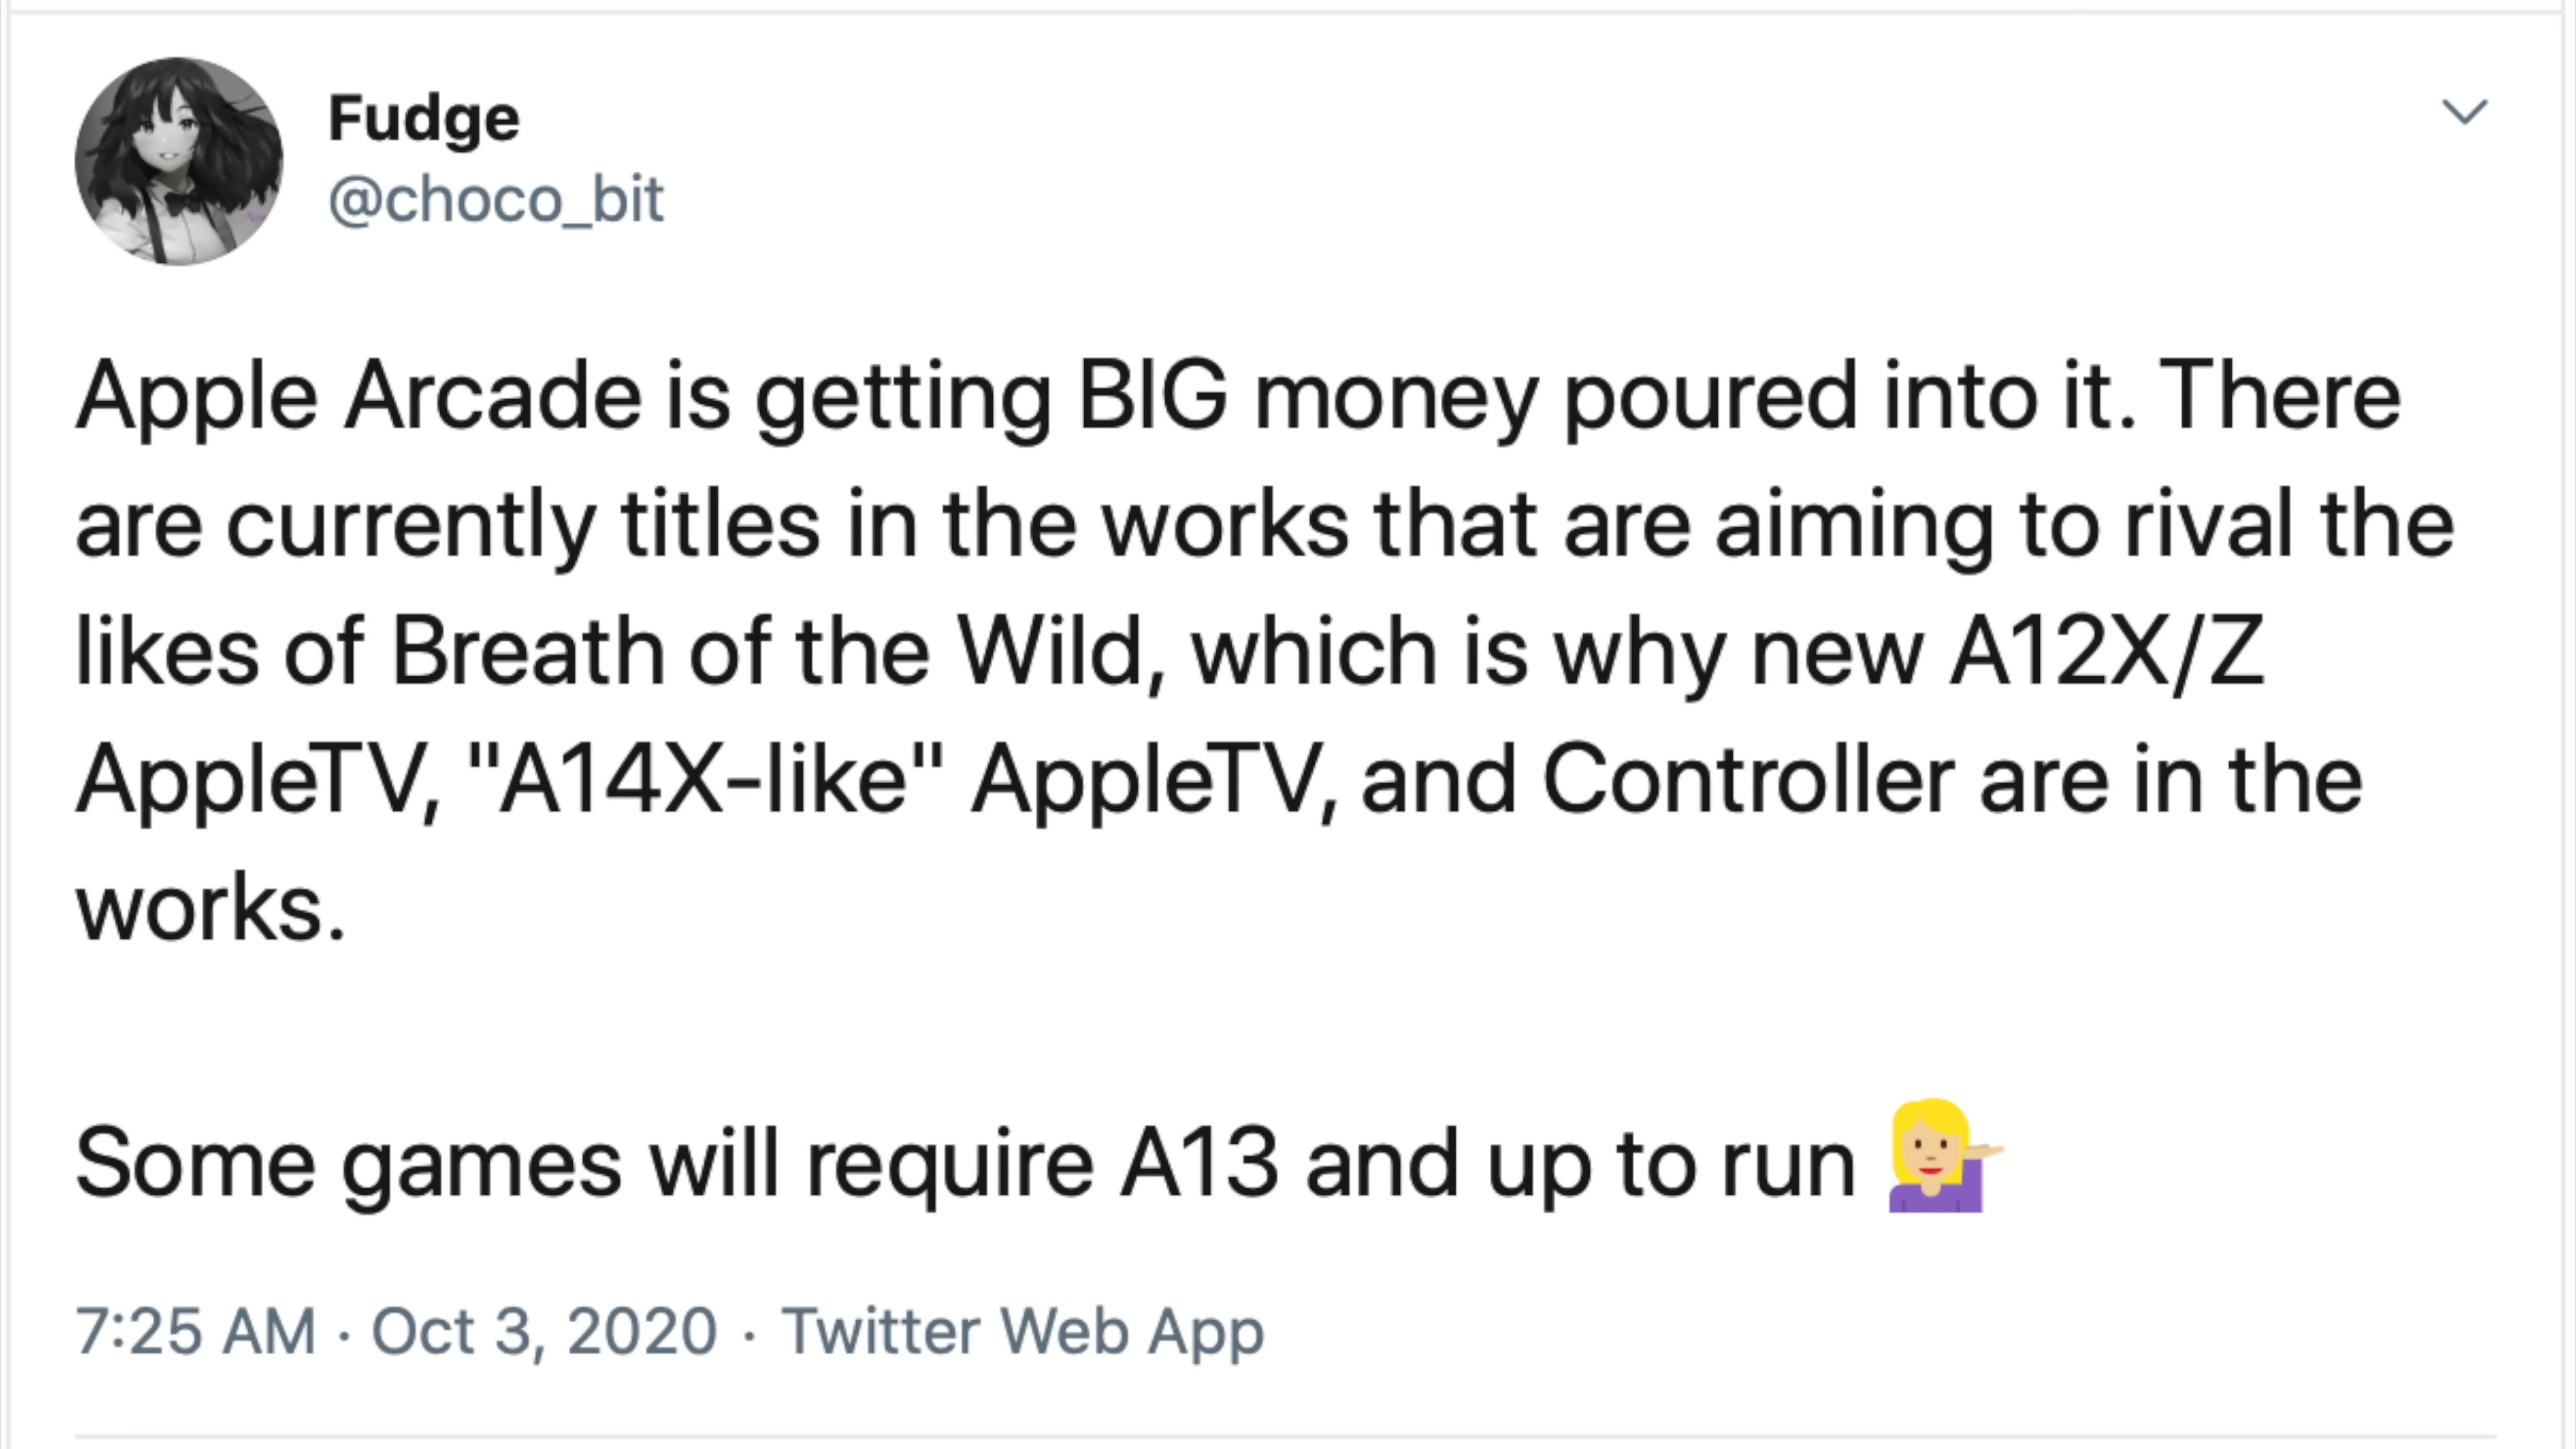 Fudge
@choco_bit
Apple Arcade is getting BIG money poured into it. There
are currently titles in the works that are aiming to rival the
likes of Breath of the Wild, which is why new A12X/Z
AppleTV, "A14X-like" AppleTV, and Controller are in the
works.
Some games will require A13 and up to run 💁🏼‍♀️
7:25 AM · Oct 3, 2020 · Twitter Web App